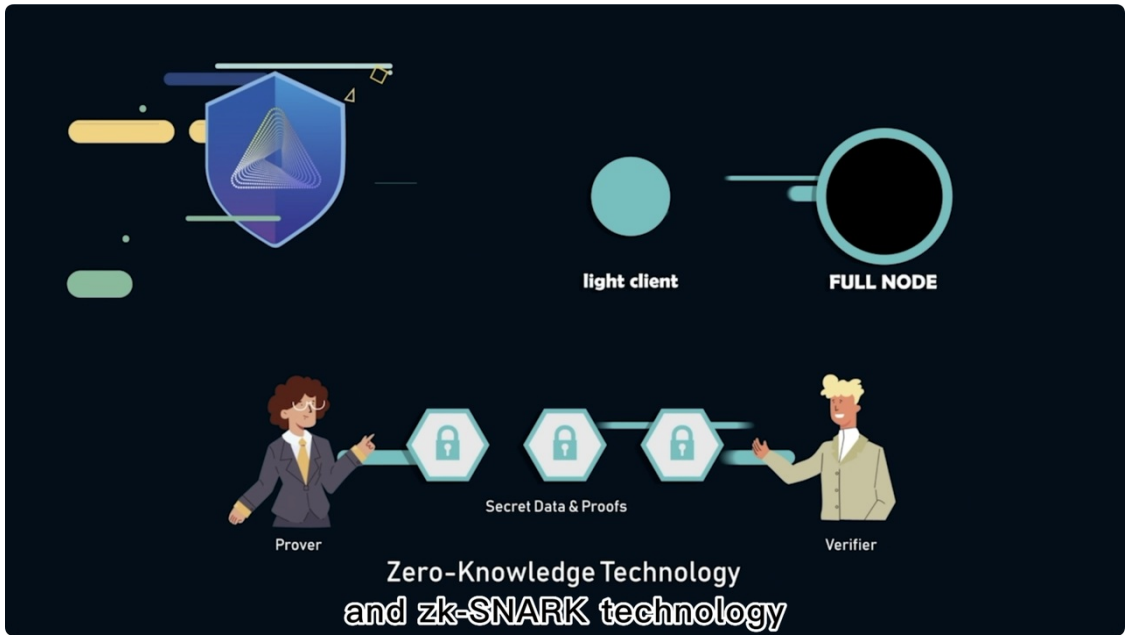 light client
FULL NODE
Secret Data & Proofs
Prover
Verifier
Zero-Knowledge Technology
and zk-SNARK technology